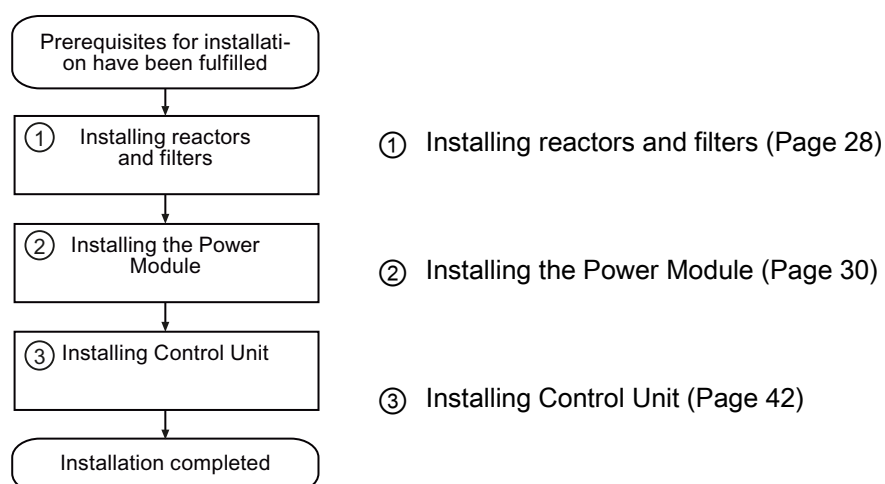 Prerequisites for installati-
on have been fulfilled
① Installing reactors
and filters
① Installing reactors and filters (Page 28)
② Installing the Power
Module
② Installing the Power Module (Page 30)
③ Installing Control Unit
③ Installing Control Unit (Page 42)
Installation completed